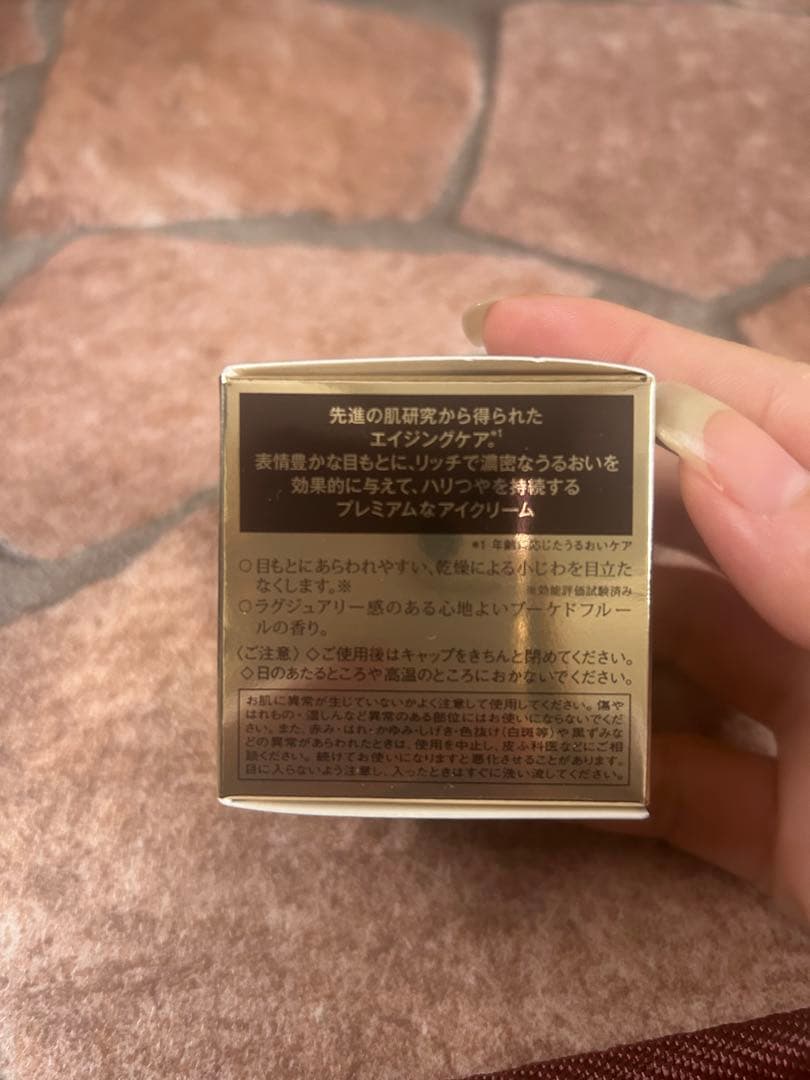 先進の肌研究から得られた
エイジングケア。*1
表情豊かな目もとに、リッチで濃密なうるおいを
効果的に与えて、ハリつやを持続する
プレミアムなアイクリーム
*1 年齢に応じたうるおいケア
○目もとにあらわれやすい、乾燥による小じわを目立た
なくします。※
※効能評価試験済み
○ラグジュアリー感のある心地よいブーケドフルー
ルの香り。
〈ご注意〉◇ご使用後はキャップをきちんと閉めてください。
◇日のあたるところや高温のところにおかないでください。
お肌に異常が生じていないかよく注意して使用してください。傷や
はれもの・湿しんなど異常のある部位にはお使いにならないでくだ
さい。また、赤み・はれ・かゆみ・しげき・色抜け(白斑等)や黒ずみな
どの異常があらわれたときは、使用を中止し、皮ふ科医などにご相
談ください。続けてお使いになりますと悪化させることがあります。
目に入らないよう注意し、入ったときはすぐに洗い流してください。